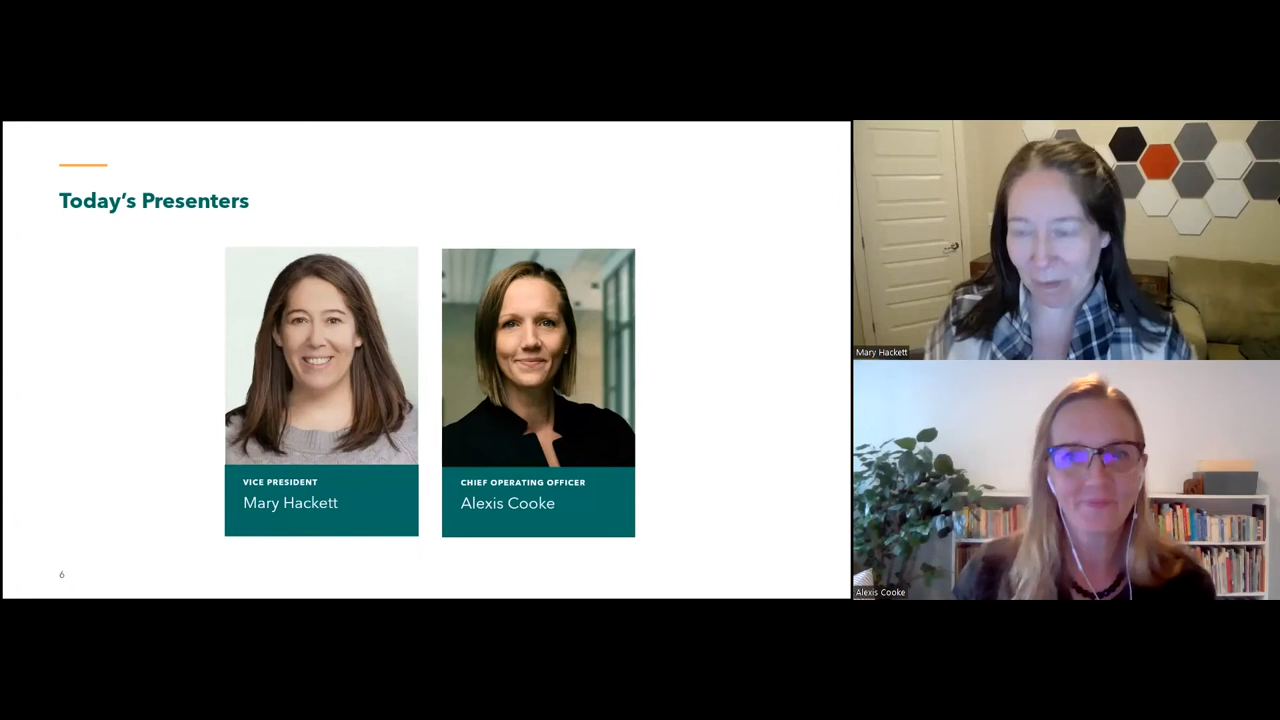 Today's Presenters
VICE PRESIDENT
Mary Hackett
CHIEF OPERATING OFFICER
Alexis Cooke
6
Mary Hackett
Alexis Cooke